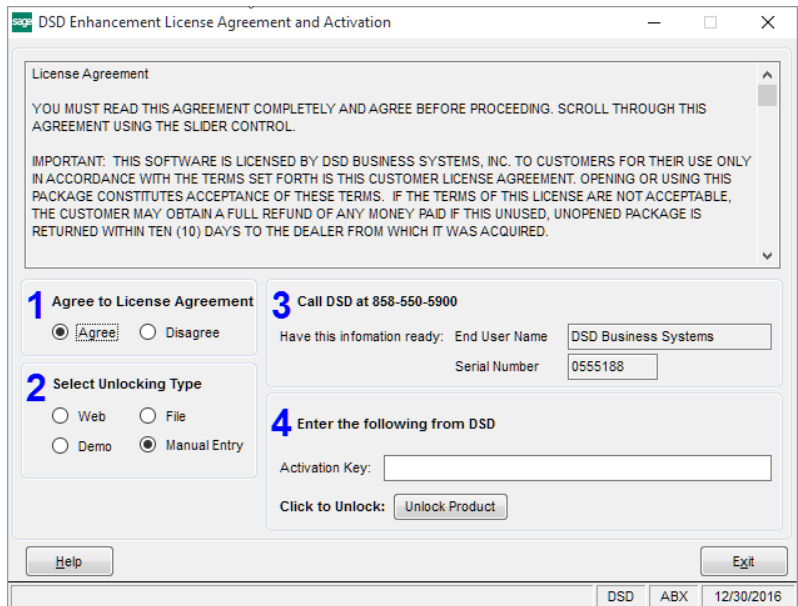 sage DSD Enhancement License Agreement and Activation
License Agreement
YOU MUST READ THIS AGREEMENT COMPLETELY AND AGREE BEFORE PROCEEDING. SCROLL THROUGH THIS
AGREEMENT USING THE SLIDER CONTROL.
IMPORTANT: THIS SOFTWARE IS LICENSED BY DSD BUSINESS SYSTEMS, INC. TO CUSTOMERS FOR THEIR USE ONLY
IN ACCORDANCE WITH THE TERMS SET FORTH IS THIS CUSTOMER LICENSE AGREEMENT. OPENING OR USING THIS
PACKAGE CONSTITUTES ACCEPTANCE OF THESE TERMS. IF THE TERMS OF THIS LICENSE ARE NOT ACCEPTABLE,
THE CUSTOMER MAY OBTAIN A FULL REFUND OF ANY MONEY PAID IF THIS UNUSED, UNOPENED PACKAGE IS
RETURNED WITHIN TEN (10) DAYS TO THE DEALER FROM WHICH IT WAS ACQUIRED.
1 Agree to License Agreement
Agree Disagree
2 Select Unlocking Type
Web File
Demo Manual Entry
3 Call DSD at 858-550-5900
Have this infomation ready: End User Name DSD Business Systems
Serial Number 0555188
4 Enter the following from DSD
Activation Key:
Click to Unlock: Unlock Product
Help Exit
DSD ABX 12/30/2016